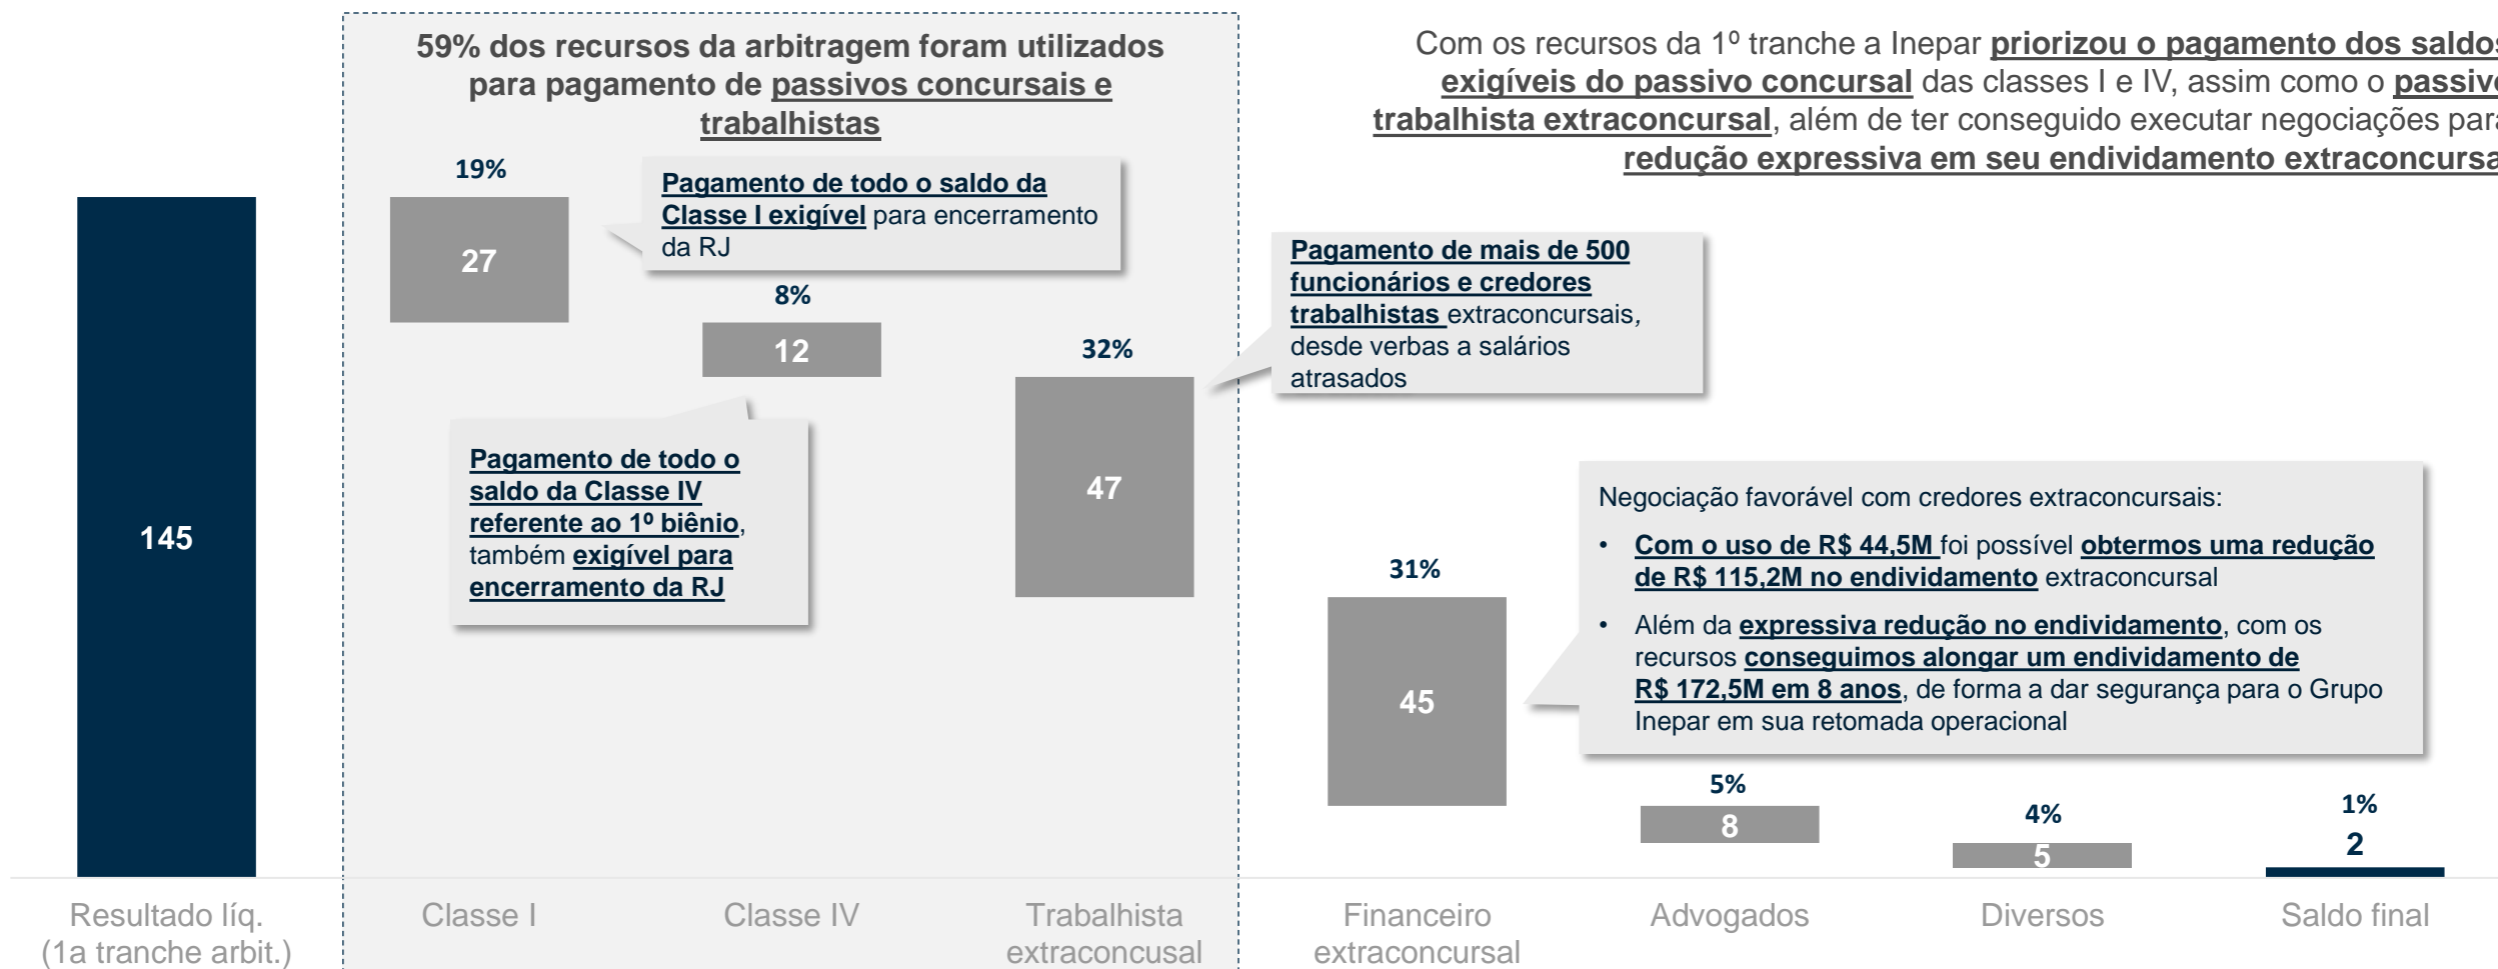 59% dos recursos da arbitragem foram utilizados
para pagamento de passivos concursais e
trabalhistas
Com os recursos da 1º tranche a Inepar priorizou o pagamento dos saldos
exigíveis do passivo concursal das classes I e IV, assim como o passivo
trabalhista extraconcursal, além de ter conseguido executar negociações para
redução expressiva em seu endividamento extraconcursa
145
19%
27
Pagamento de todo o saldo da
Classe I exigível para encerramento
da RJ
8%
12
Pagamento de todo o
saldo da Classe IV
referente ao 1º biênio,
também exigível para
encerramento da RJ
32%
47
Pagamento de mais de 500
funcionários e credores
trabalhistas extraconcursais,
desde verbas a salários
atrasados
31%
45
Negociação favorável com credores extraconcursais:
• Com o uso de R$ 44,5M foi possível obtermos uma redução
de R$ 115,2M no endividamento extraconcursal
• Além da expressiva redução no endividamento, com os
recursos conseguimos alongar um endividamento de
R$ 172,5M em 8 anos, de forma a dar segurança para o Grupo
Inepar em sua retomada operacional
5%
8
4%
5
1%
2
Resultado líq.
(1a tranche arbit.)
Classe I
Classe IV
Trabalhista
extraconcusal
Financeiro
extraconcursal
Advogados
Diversos
Saldo final